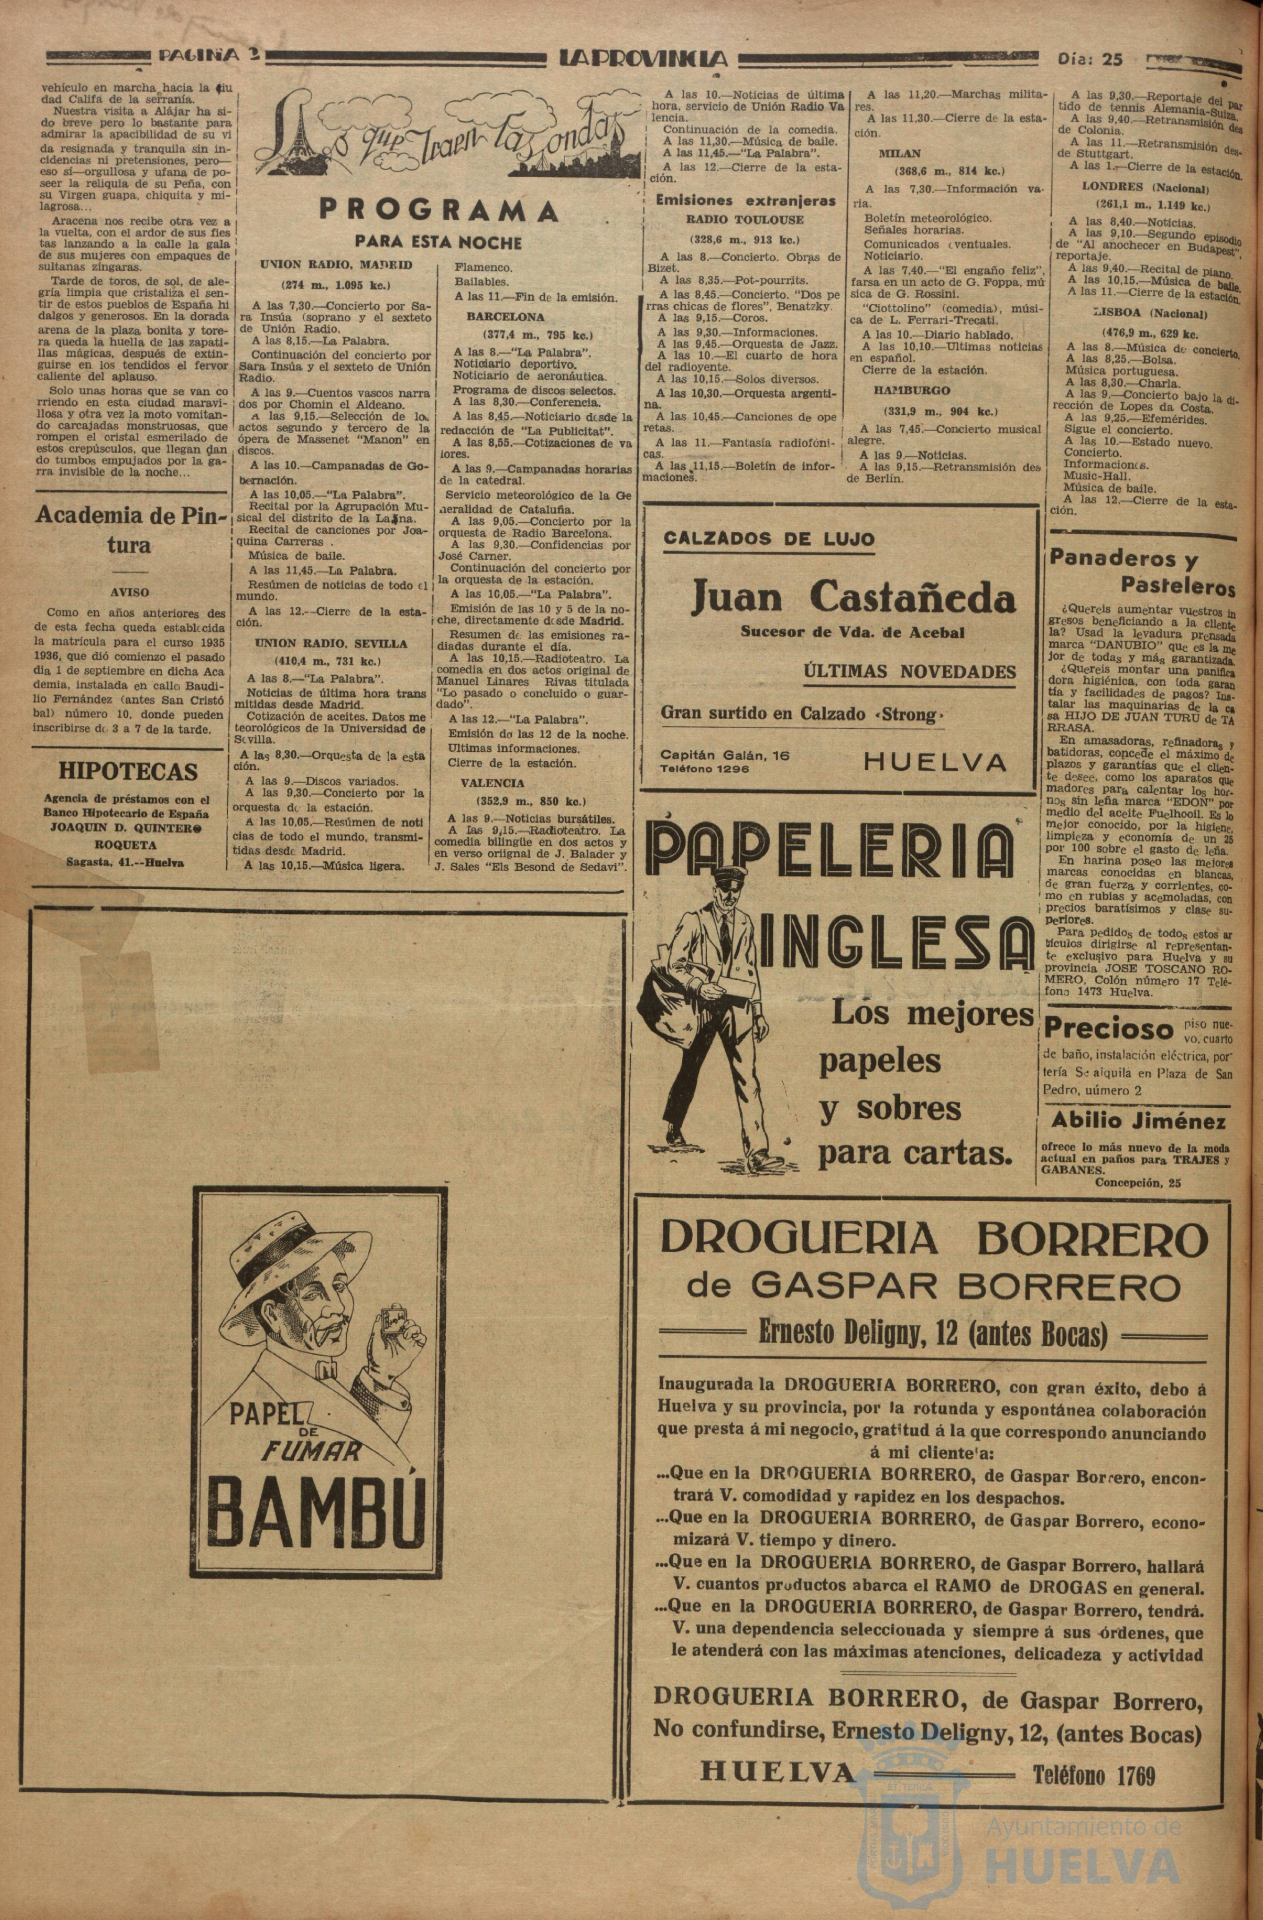 PAGINA 2
LA PROVINCIA
Día: 25
vehículo en marcha hacia la ciu
dad Califa de la serranía.
Nuestra visita a Alájar ha si-
do breve pero lo bastante para
admirar la apacibilidad de su vi
da resignada y tranquila sin in-
cidencias ni pretensiones, pero—
eso sí—orgullosa y ufana de po-
seer la reliquia de su Peña, con
su Virgen guapa, chiquita y mi-
lagrosa...
Aracena nos recibe otra vez a
la vuelta, con el ardor de sus fies
tas lanzando a la calle la gala
de sus mujeres con empaques de
sultanas zíngaras.
Tarde de toros, de sol, de ale-
gría limpia que cristaliza el sen-
tir de estos pueblos de España hi
dalgos y generosos. En la dorada
arena de la plaza bonita y tore-
ra queda la huella de las zapati-
llas mágicas, después de extin-
guirse en los tendidos el fervor
caliente del aplauso.
Solo unas horas que se van co
rriendo en esta ciudad maravi-
llosa y otra vez la moto vomitan-
do carcajadas monstruosas, que
rompen el cristal esmerilado de
estos crepúsculos, que llegan dan
do tumbos empujados por la ga-
rra invisible de la noche...
Academia de Pin-
tura
AVISO
Como en años anteriores des
de esta fecha queda establecida
la matrícula para el curso 1935
1936, que dió comienzo el pasado
día 1 de septiembre en dicha Aca
demia, instalada en calle Baudi-
lio Fernández (antes San Cristó
bal) número 10, donde pueden
inscribirse de 3 a 7 de la tarde.
HIPOTECAS
Agencia de préstamos con el
Banco Hipotecario de España
JOAQUIN D. QUINTERO
ROQUETA
Sagasta, 41.--Huelva
Lo que traen las ondas
PROGRAMA
PARA ESTA NOCHE
UNION RADIO, MADRID
(274 m., 1.095 kc.)
A las 7,30.—Concierto por Sa-
ra Insúa (soprano y el sexteto
de Unión Radio.
A las 8,15.—La Palabra.
Continuación del concierto por
Sara Insúa y el sexteto de Unión
Radio.
A las 9.—Cuentos vascos narra
dos por Chomin el Aldeano.
A las 9,15.—Selección de los
actos segundo y tercero de la
ópera de Massenet "Manon" en
discos.
A las 10.—Campanadas de Go-
bernación.
A las 10,05.—"La Palabra".
Recital por la Agrupación Mu-
sical del distrito de la Latina.
Recital de canciones por Joa-
quina Carreras .
Música de baile.
A las 11,45.—La Palabra.
Resúmen de noticias de todo el
mundo.
A las 12.--Cierre de la esta-
ción.
UNION RADIO, SEVILLA
(410,4 m., 731 kc.)
A las 8.—"La Palabra".
Noticias de última hora trans
mitidas desde Madrid.
Cotización de aceites. Datos me
teorológicos de la Universidad de
Sevilla.
A las 8,30.—Orquesta de la esta
ción.
A las 9.—Discos variados.
A las 9,30.—Concierto por la
orquesta de la estación.
A las 10,05.—Resúmen de noti
cias de todo el mundo, transmi-
tidas desde Madrid.
A las 10,15.—Música ligera.
Flamenco.
Bailables.
A las 11.—Fin de la emisión.
BARCELONA
(377,4 m., 795 kc.)
A las 8.—"La Palabra".
Noticiario deportivo.
Noticiario de aeronáutica.
Programa de discos selectos.
A las 8,30.—Conferencia.
A las 8,45.—Noticiario desde la
redacción de "La Publicitat".
A las 8,55.—Cotizaciones de va
lores.
A las 9.—Campanadas horarias
de la catedral.
Servicio meteorológico de la Ge
neralidad de Cataluña.
A las 9,05.—Concierto por la
orquesta de Radio Barcelona.
A las 9,30.—Confidencias por
José Carner.
Continuación del concierto por
la orquesta de la estación.
A las 10,05.—"La Palabra".
Emisión de las 10 y 5 de la no-
che, directamente desde Madrid.
Resumen de las emisiones ra-
diadas durante el día.
A las 10,15.—Radioteatro. La
comedia en dos actos original de
Manuel Linares Rivas titulada
"Lo pasado o concluido o guar-
dado".
A las 12.—"La Palabra".
Emisión de las 12 de la noche.
Ultimas informaciones.
Cierre de la estación.
VALENCIA
(352,9 m., 850 kc.)
A las 9.—Noticias bursátiles.
A las 9,15.—Radioteatro. La
comedia bilingüe en dos actos y
en verso oriignal de J. Balader y
J. Sales "Els Besond de Sedavi".
A las 10.—Noticias de última
hora, servicio de Unión Radio Va
lencia.
Continuación de la comedia.
A las 11,30.—Música de baile.
A las 11,45.—"La Palabra".
A las 12.—Cierre de la esta-
ción.
Emisiones extranjeras
RADIO TOULOUSE
(328,6 m., 913 kc.)
A las 8.—Concierto. Obras de
Bizet.
A las 8,35.—Pot-pourrits.
A las 8,45.—Concierto. "Dos pe
rras chicas de flores", Benatzky.
A las 9,15.—Coros.
A las 9,30.—Informaciones.
A las 9,45.—Orquesta de Jazz.
A las 10.—El cuarto de hora
del radioyente.
A las 10,15.—Solos diversos.
A las 10,30.—Orquesta argenti-
na.
A las 10,45.—Canciones de ope
retas.
A las 11.—Fantasía radiofóni-
cas.
A las 11,15.—Boletín de infor-
maciones.
A las 11,20.—Marchas milita-
res.
A las 11,30.—Cierre de la esta-
ción.
MILAN
(368,6 m., 814 kc.)
A las 7,30.—Información va-
ria.
Boletín meteorológico.
Señales horarias.
Comunicados eventuales.
Noticiario.
A las 7,40.—"El engaño feliz",
farsa en un acto de G. Foppa, mú
sica de G. Rossini.
"Ciottolino" (comedia), músi-
ca de L. Ferrari-Trecati.
A las 10.—Diario hablado.
A las 10,10.—Ultimas noticias
en español.
Cierre de la estación.
HAMBURGO
(331,9 m., 904 kc.)
A las 7,45.—Concierto musical
alegre.
A las 9.—Noticias.
A las 9,15.—Retransmisión des
de Berlín.
A las 9,30.—Reportaje del par
tido de tennis Alemania-Suiza.
A las 9,40.—Retransmisión des
de Colonia.
A las 11.—Retransmisión des-
de Stuttgart.
A las 1.—Cierre de la estación.
LONDRES (Nacional)
(261,1 m., 1.149 kc.)
A las 8,40.—Noticias.
A las 9,10.—Segundo episodio
de "Al anochecer en Budapest",
reportaje.
A las 9,40.—Recital de piano.
A las 10,15.—Música de baile.
A las 11.—Cierre de la estación.
LISBOA (Nacional)
(476,9 m., 629 kc.
A las 8.—Música de concierto.
A las 8,25.—Bolsa.
Música portuguesa.
A las 8,30.—Charla.
A las 9.—Concierto bajo la di-
rección de Lopes da Costa.
A las 9,25.—Efemérides.
Sigue el concierto.
A las 10.—Estado nuevo.
Concierto.
Informaciones.
Music-Hall.
Música de baile.
A las 12.—Cierre de la esta-
ción.
CALZADOS DE LUJO
Juan Castañeda
Sucesor de Vda. de Acebal
ÚLTIMAS NOVEDADES
Gran surtido en Calzado «Strong»
Capitán Galán, 16
Teléfono 1296
HUELVA
PAPELERIA
INGLESA
Los mejores
papeles
y sobres
para cartas.
Panaderos y
Pasteleros
¿Quereis aumentar vuestros in
gresos beneficiando a la cliente
la? Usad la levadura prensada
marca "DANUBIO" que es la me
jor de todas y más garantizada.
¿Quereis montar una panifica
dora higiénica, con toda garan
tía y facilidades de pagos? Ins-
talar las maquinarias de la ca
sa HIJO DE JUAN TURU de TA
RRASA.
En amasadoras, refinadoras y
batidoras, concede el máximo de
plazos y garantías que el clien-
te desee, como los aparatos que
madores para calentar los hor-
nos sin leña marca "EDON" por
medio del aceite Fuelhooil. Es lo
mejor conocido, por la higiene,
limpieza y economía de un 25
por 100 sobre el gasto de leña.
En harina poseo las mejores
marcas conocidas en blancas,
de gran fuerza y corrientes, co-
mo en rubias y acemoladas, con
precios baratísimos y clase su-
periores.
Para pedidos de todos estos ar
tículos dirigirse al representan-
te exclusivo para Huelva y su
provincia JOSE TOSCANO RO-
MERO, Colón número 17 Telé-
fono 1473 Huelva.
Precioso piso nue-
vo, cuarto
de baño, instalación eléctrica, por
tería Se alquila en Plaza de San
Pedro, uúmero 2
Abilio Jiménez
ofrece lo más nuevo de la moda
actual en paños para TRAJES y
GABANES.
Concepción, 25
PAPEL
DE
FUMAR
BAMBÚ
DROGUERIA BORRERO
de GASPAR BORRERO
Ernesto Deligny, 12 (antes Bocas)
Inaugurada la DROGUERIA BORRERO, con gran éxito, debo á
Huelva y su provincia, por la rotunda y espontánea colaboración
que presta á mi negocio, gratitud á la que correspondo anunciando
á mi clientela:
...Que en la DROGUERIA BORRERO, de Gaspar Borrero, encon-
trará V. comodidad y rapidez en los despachos.
...Que en la DROGUERIA BORRERO, de Gaspar Borrero, econo-
mizará V. tiempo y dinero.
...Que en la DROGUERIA BORRERO, de Gaspar Borrero, hallará
V. cuantos productos abarca el RAMO de DROGAS en general.
...Que en la DROGUERIA BORRERO, de Gaspar Borrero, tendrá.
V. una dependencia seleccionada y siempre á sus órdenes, que
le atenderá con las máximas atenciones, delicadeza y actividad
DROGUERIA BORRERO, de Gaspar Borrero,
No confundirse, Ernesto Deligny, 12, (antes Bocas)
HUELVA
Teléfono 1769
Ayuntamiento de
HUELVA